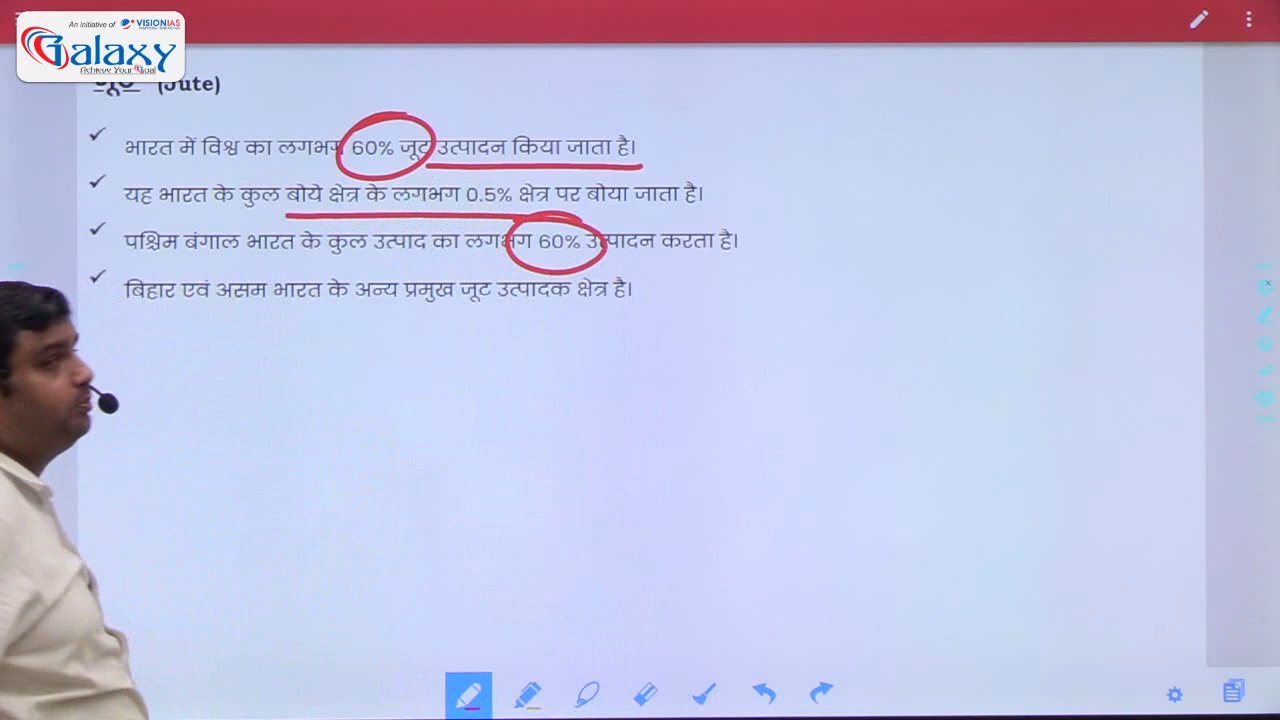 An initiative of VISIONIAS
Galaxy
Achieve Your Goal
जूट (Jute)
भारत में विश्व का लगभग 60% जूट उत्पादन किया जाता है।
यह भारत के कुल बोये क्षेत्र के लगभग 0.5% क्षेत्र पर बोया जाता है।
पश्चिम बंगाल भारत के कुल उत्पाद का लगभग 60% उत्पादन करता है।
बिहार एवं असम भारत के अन्य प्रमुख जूट उत्पादक क्षेत्र है।